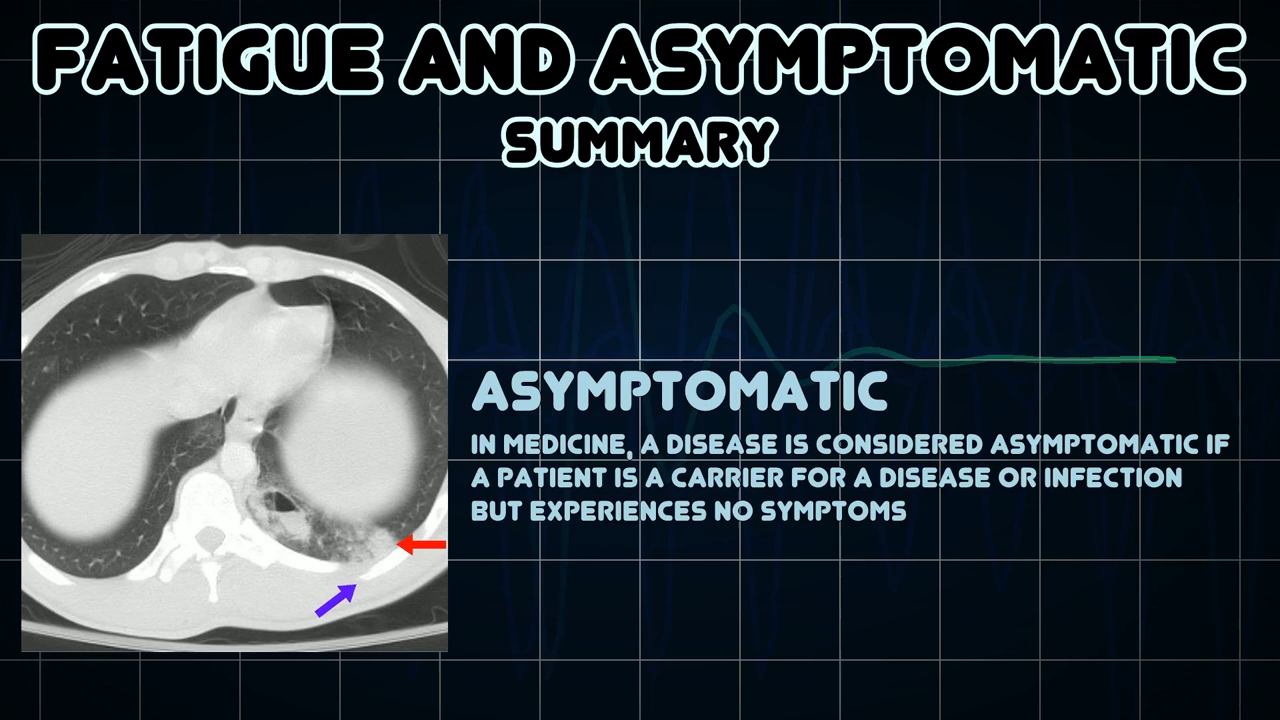 FATIGUE AND ASYMPTOMATIC
SUMMARY
ASYMPTOMATIC
IN MEDICINE, A DISEASE IS CONSIDERED ASYMPTOMATIC IF
A PATIENT IS A CARRIER FOR A DISEASE OR INFECTION
BUT EXPERIENCES NO SYMPTOMS